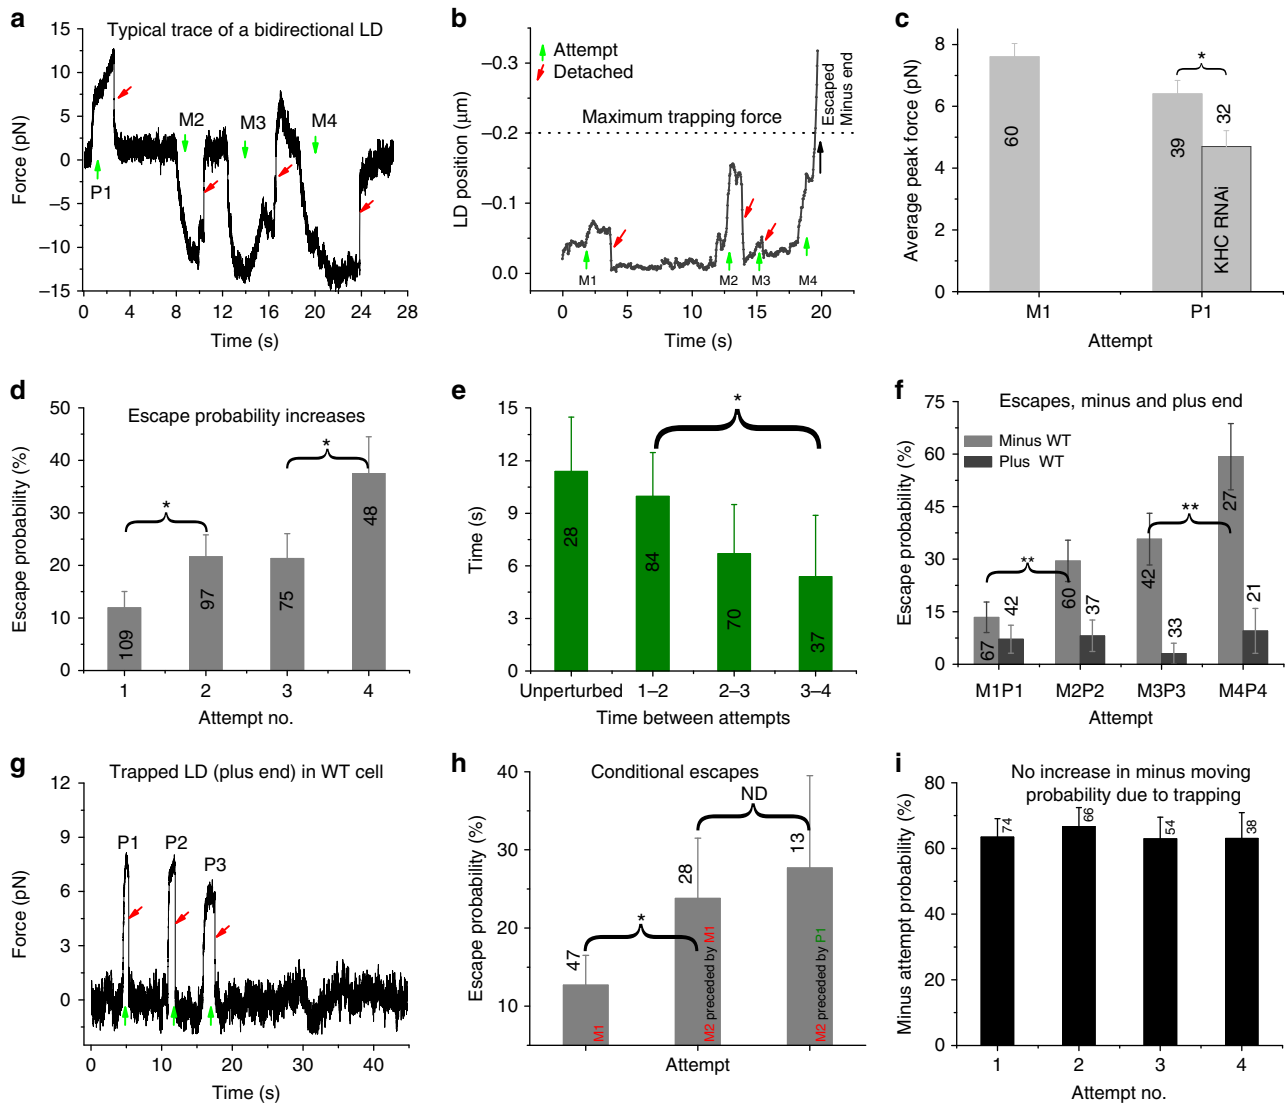 a
Typical trace of a bidirectional LD
15
10
5
0
–5
–10
–15
Force (pN)
P1
M2
M3
M4
0 4 8 12 16 20 24 28
Time (s)
b
Attempt
Detached
Maximum trapping force
Escaped
Minus end
–0.3
–0.2
–0.1
0.0
LD position (µm)
M1
M2
M3
M4
0 5 10 15 20
Time (s)
c
8
6
4
2
0
Average peak force (pN)
60
39
32
*
KHC RNAi
M1 P1
Attempt
d
Escape probability increases
50
40
30
20
10
0
Escape probability (%)
*
*
109
97
75
48
1 2 3 4
Attempt no.
e
15
12
9
6
3
0
Time (s)
*
28
84
70
37
Unperturbed 1–2 2–3 3–4
Time between attempts
f
Escapes, minus and plus end
Minus WT
Plus WT
75
60
45
30
15
0
Escape probability (%)
**
**
67
42
60
37
42
33
27
21
M1P1 M2P2 M3P3 M4P4
Attempt
g
Trapped LD (plus end) in WT cell
12
9
6
3
0
Force (pN)
P1
P2
P3
0 10 20 30 40
Time (s)
h
Conditional escapes
40
30
20
10
Escape probability (%)
ND
*
47
28
13
M1
M2 preceded by M1
M2 preceded by P1
Attempt
i
No increase in minus moving
probability due to trapping
80
60
40
20
0
Minus attempt probability (%)
74
66
54
38
1 2 3 4
Attempt no.